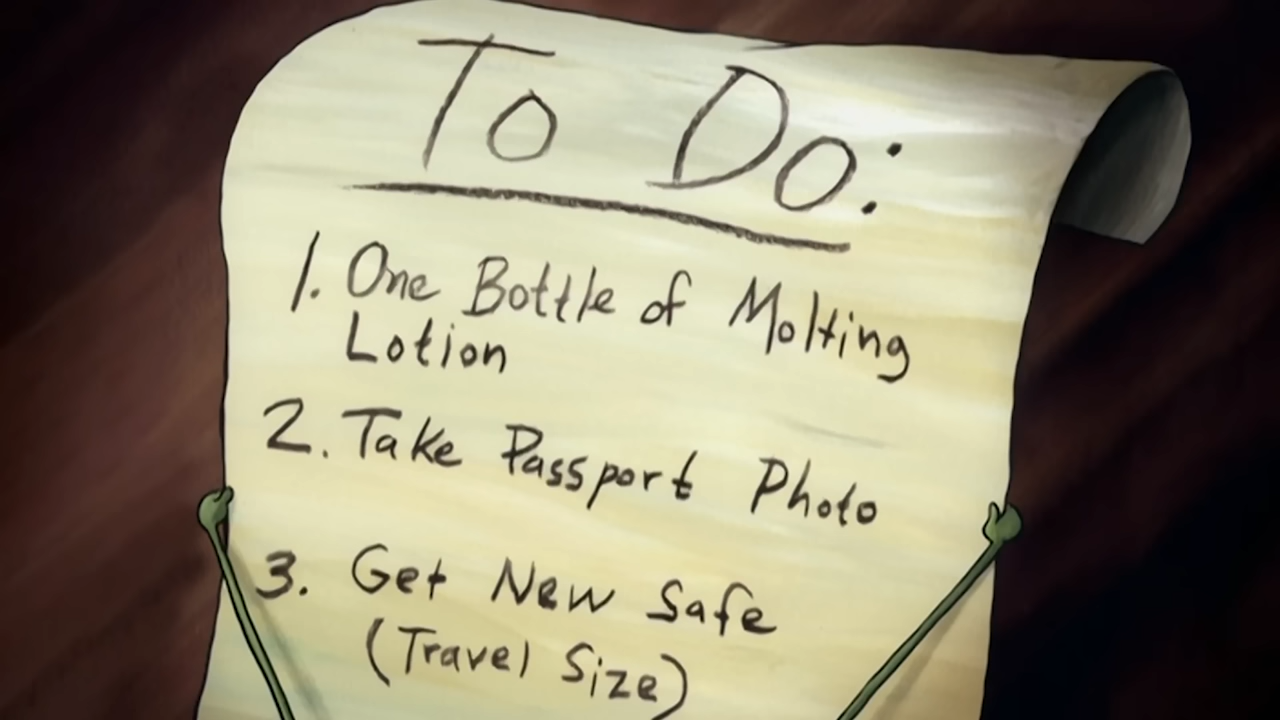 To Do:
1. One Bottle of Molting
Lotion
2. Take Passport Photo
3. Get New Safe
(Travel Size)